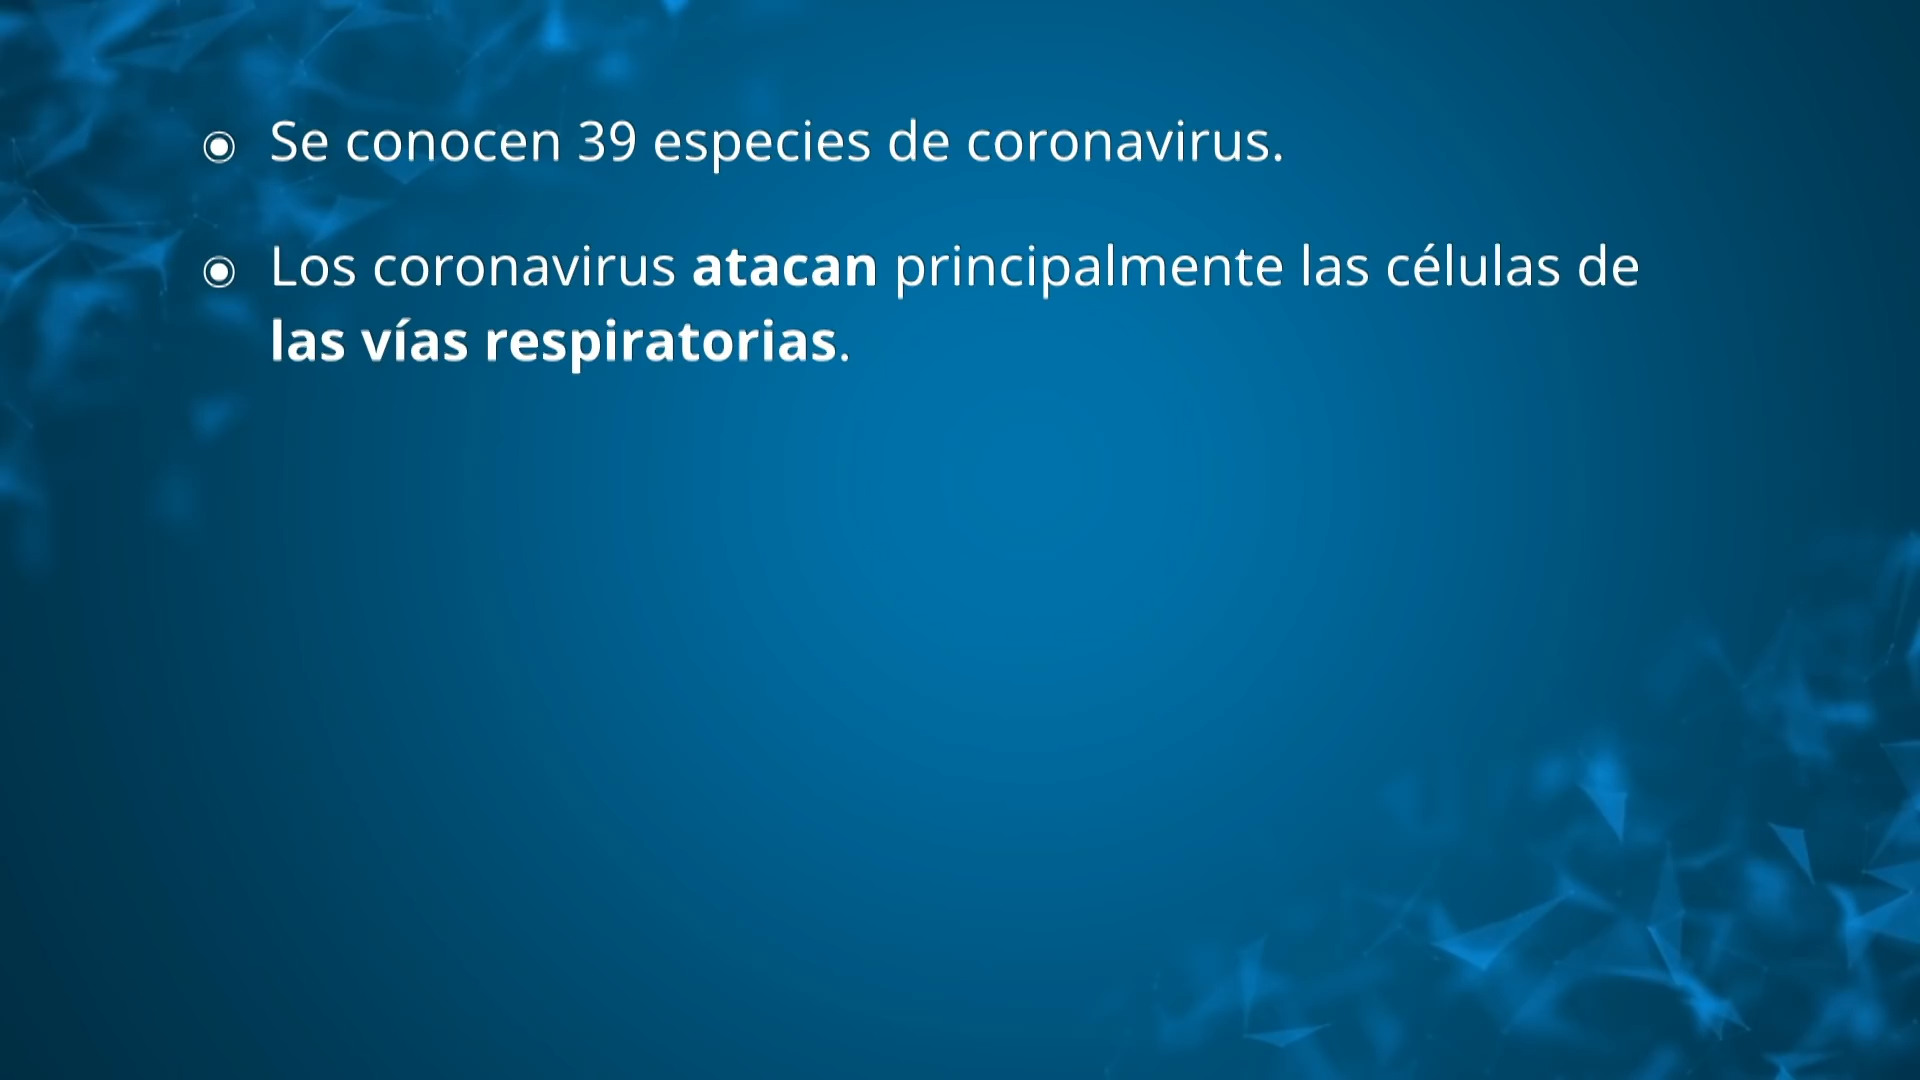 Se conocen 39 especies de coronavirus.
Los coronavirus atacan principalmente las células de
las vías respiratorias.